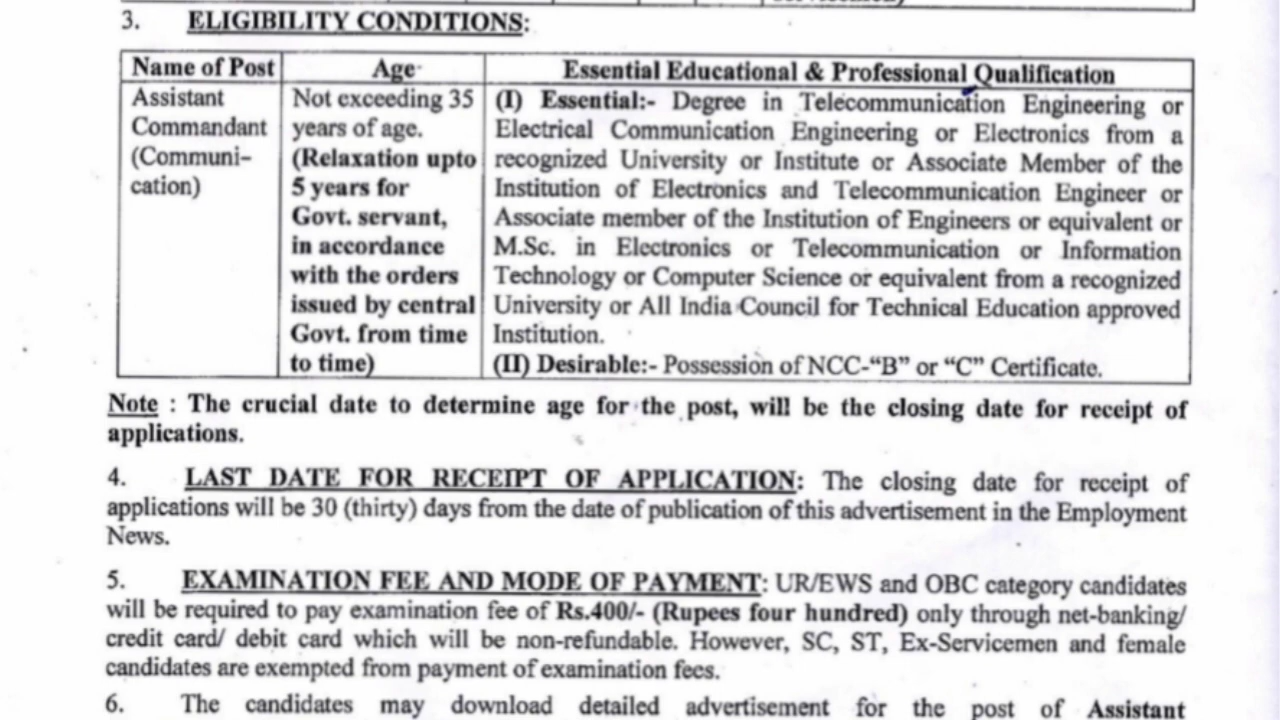 3. ELIGIBILITY CONDITIONS:
Name of Post Age Essential Educational & Professional Qualification
Assistant
Commandant
(Communi-
cation)
Not exceeding 35
years of age.
(Relaxation upto
5 years for
Govt. servant,
in accordance
with the orders
issued by central
Govt. from time
to time)
(I) Essential:- Degree in Telecommunication Engineering or
Electrical Communication Engineering or Electronics from a
recognized University or Institute or Associate Member of the
Institution of Electronics and Telecommunication Engineer or
Associate member of the Institution of Engineers or equivalent or
M.Sc. in Electronics or Telecommunication or Information
Technology or Computer Science or equivalent from a recognized
University or All India Council for Technical Education approved
Institution.
(II) Desirable:- Possession of NCC-“B” or “C” Certificate.
Note : The crucial date to determine age for the post, will be the closing date for receipt of
applications.
4. LAST DATE FOR RECEIPT OF APPLICATION: The closing date for receipt of
applications will be 30 (thirty) days from the date of publication of this advertisement in the Employment
News.
5. EXAMINATION FEE AND MODE OF PAYMENT: UR/EWS and OBC category candidates
will be required to pay examination fee of Rs.400/- (Rupees four hundred) only through net-banking/
credit card/ debit card which will be non-refundable. However, SC, ST, Ex-Servicemen and female
candidates are exempted from payment of examination fees.
6. The candidates may download detailed advertisement for the post of Assistant